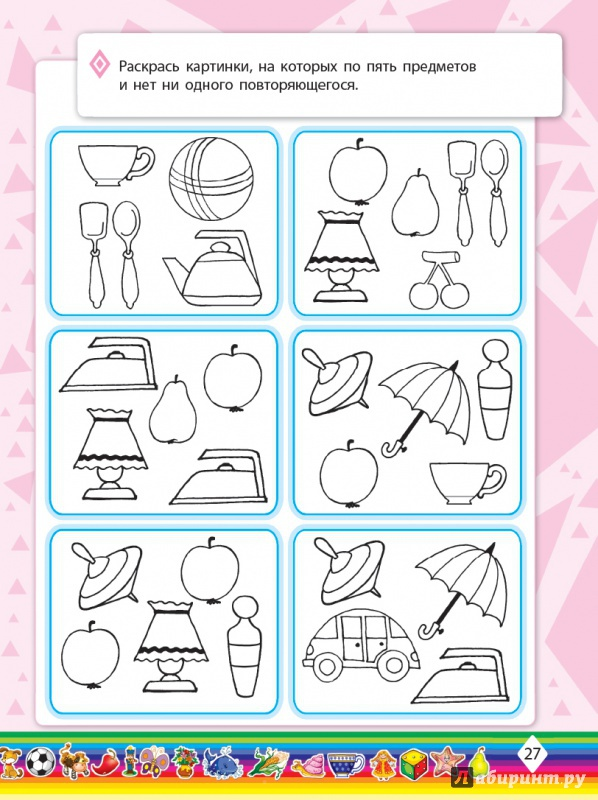 Раскрась картинки, на которых по пять предметов
и нет ни одного повторяющегося.
27
Лабиринт.ру